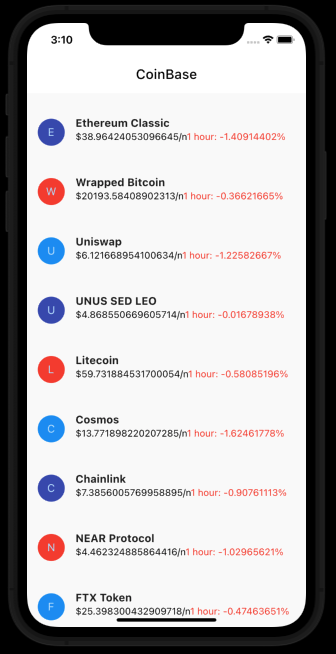 3:10
CoinBase
E
Ethereum Classic
$38.96424053096645/n1 hour: -1.40914402%
W
Wrapped Bitcoin
$20193.58408902313/n1 hour: -0.36621665%
U
Uniswap
$6.121668954100634/n1 hour: -1.22582667%
U
UNUS SED LEO
$4.868550669605714/n1 hour: -0.01678938%
L
Litecoin
$59.731884531700054/n1 hour: -0.58085196%
C
Cosmos
$13.771898220207285/n1 hour: -1.62461778%
C
Chainlink
$7.3856005769958895/n1 hour: -0.90761113%
N
NEAR Protocol
$4.462324885864416/n1 hour: -1.02965621%
F
FTX Token
$25.398300432909718/n1 hour: -0.47463651%